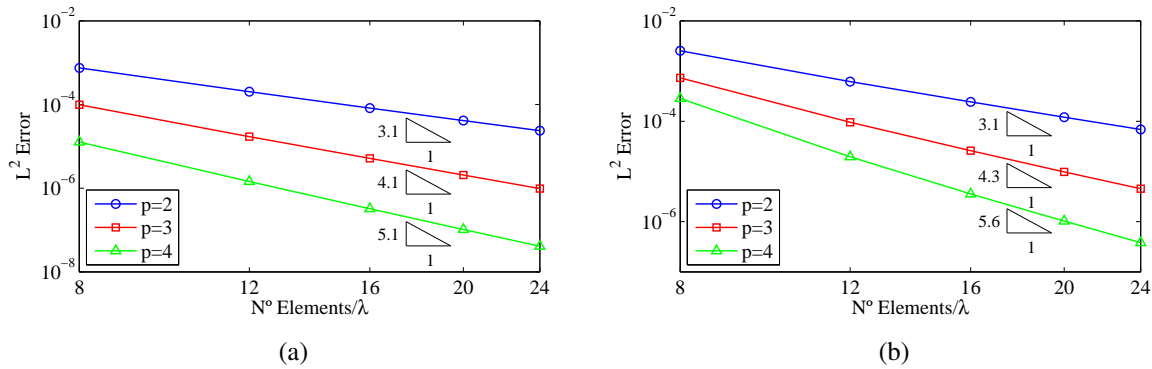 10^-2
10^-4
10^-6
10^-8
L^2 Error
3.1
1
4.1
1
5.1
1
p=2
p=3
p=4
8
12
16
20
24
Nº Elements/λ
(a)
10^-2
10^-4
10^-6
L^2 Error
3.1
1
4.3
1
5.6
1
p=2
p=3
p=4
8
12
16
20
24
Nº Elements/λ
(b)